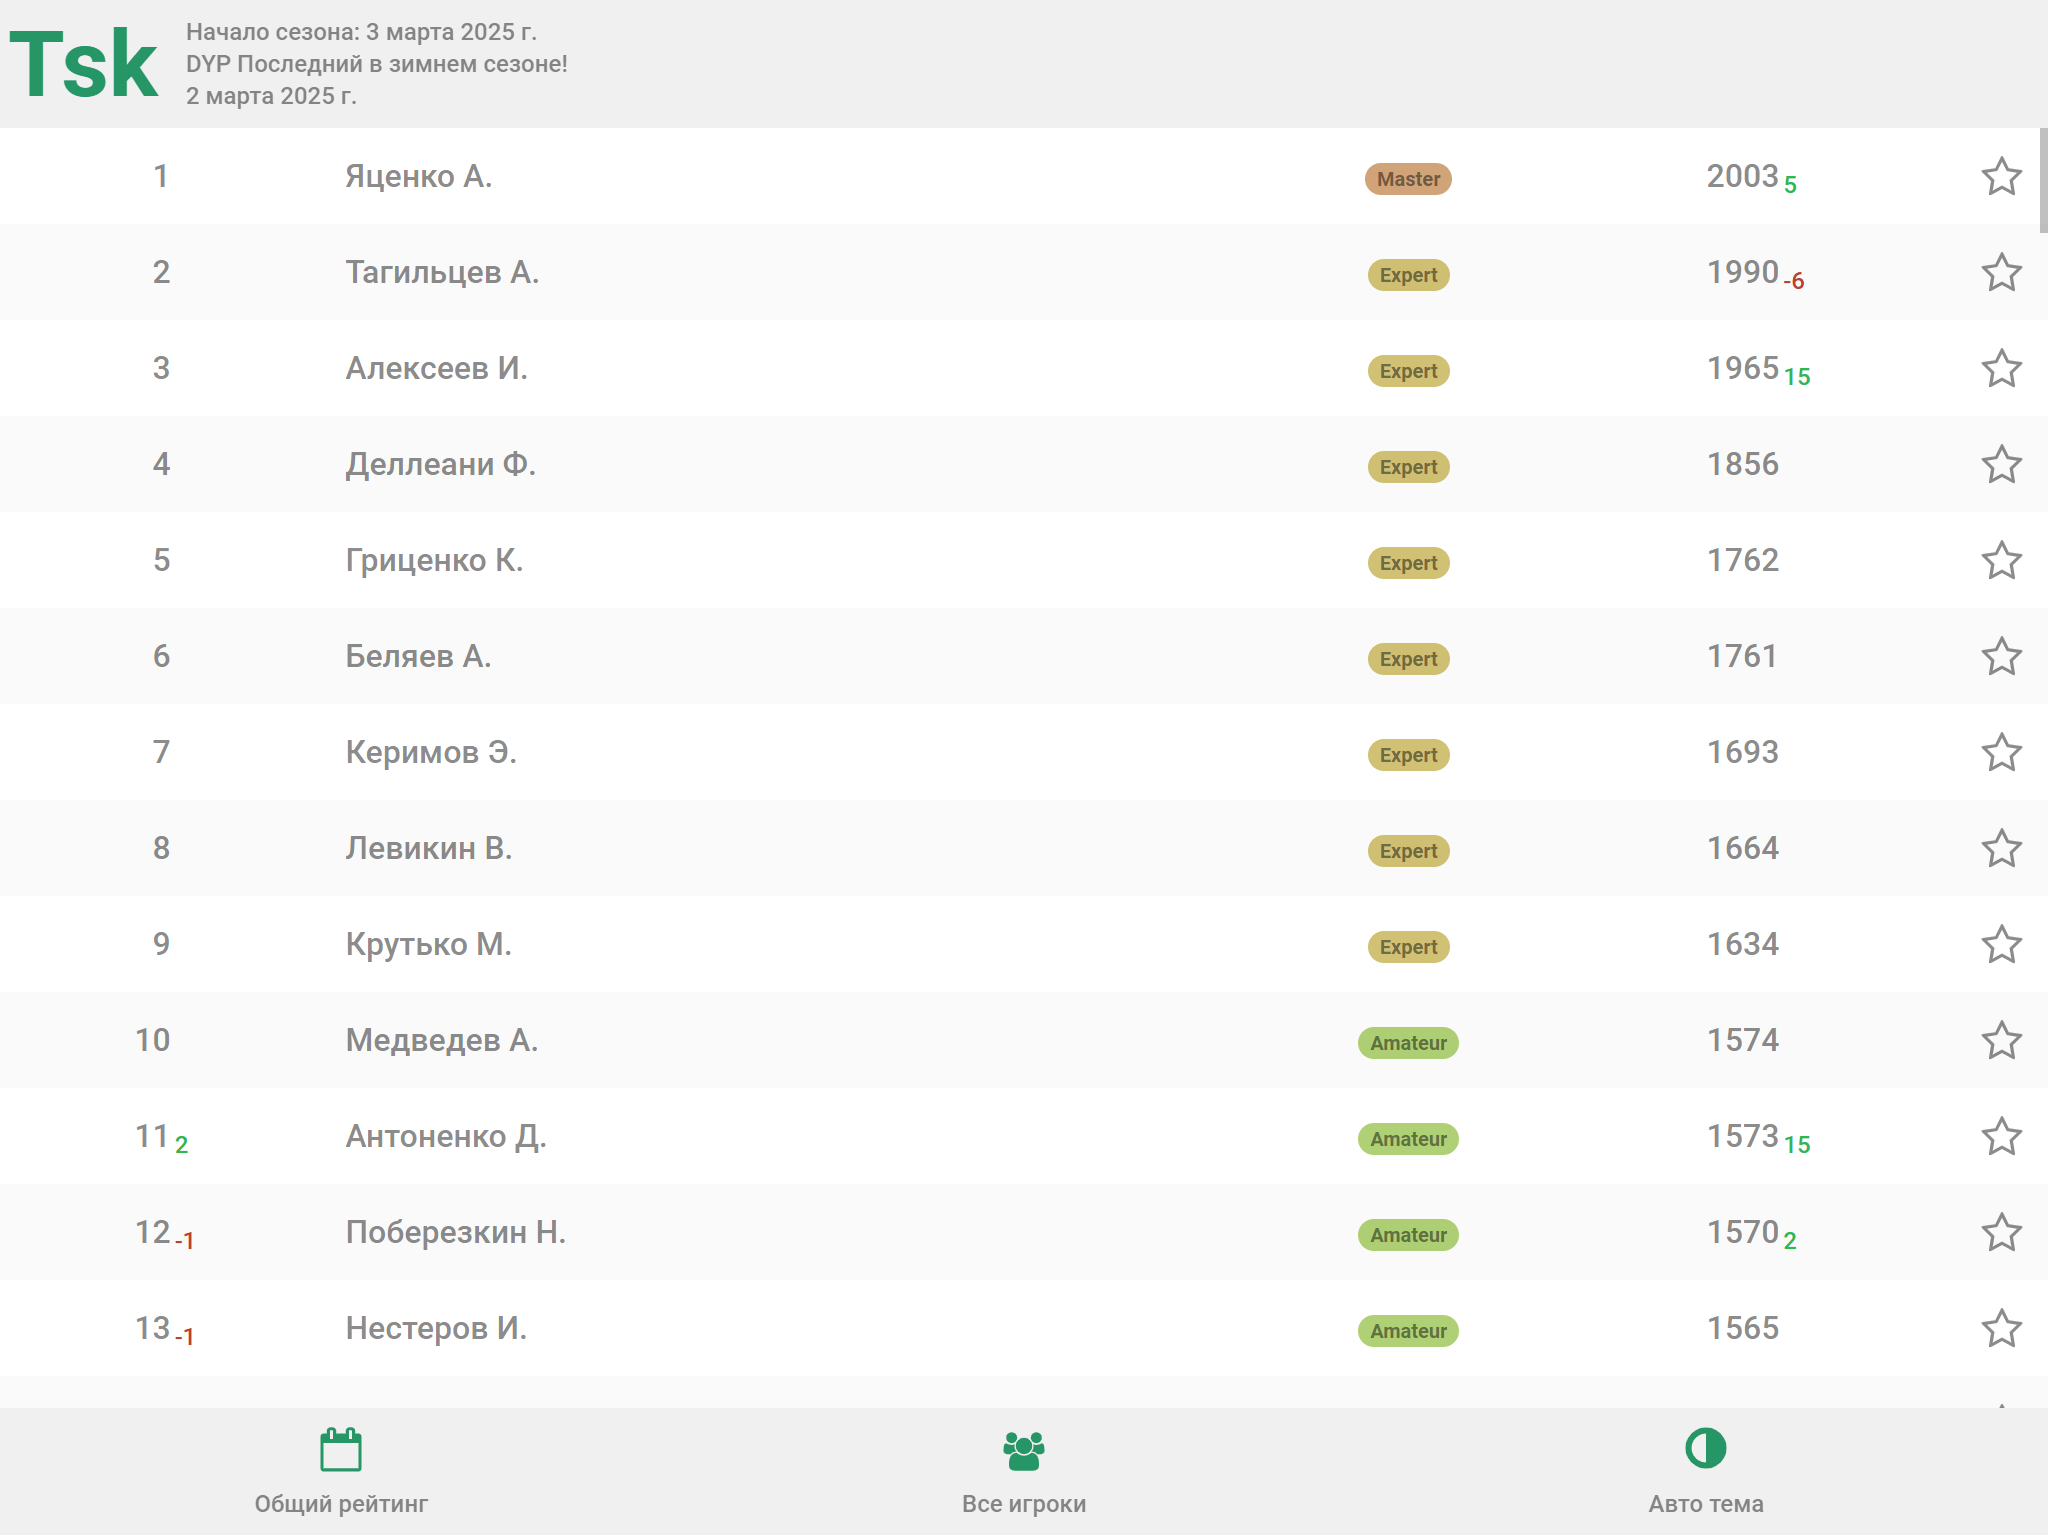 Tsk
Начало сезона: 3 марта 2025 г.
DYP Последний в зимнем сезоне!
2 марта 2025 г.
1 Яценко А. Master 2003 5
2 Тагильцев А. Expert 1990 -6
3 Алексеев И. Expert 1965 15
4 Деллеани Ф. Expert 1856
5 Гриценко К. Expert 1762
6 Беляев А. Expert 1761
7 Керимов Э. Expert 1693
8 Левикин В. Expert 1664
9 Крутько М. Expert 1634
10 Медведев А. Amateur 1574
11 2 Антоненко Д. Amateur 1573 15
12 -1 Поберезкин Н. Amateur 1570 2
13 -1 Нестеров И. Amateur 1565
Общий рейтинг Все игроки Авто тема